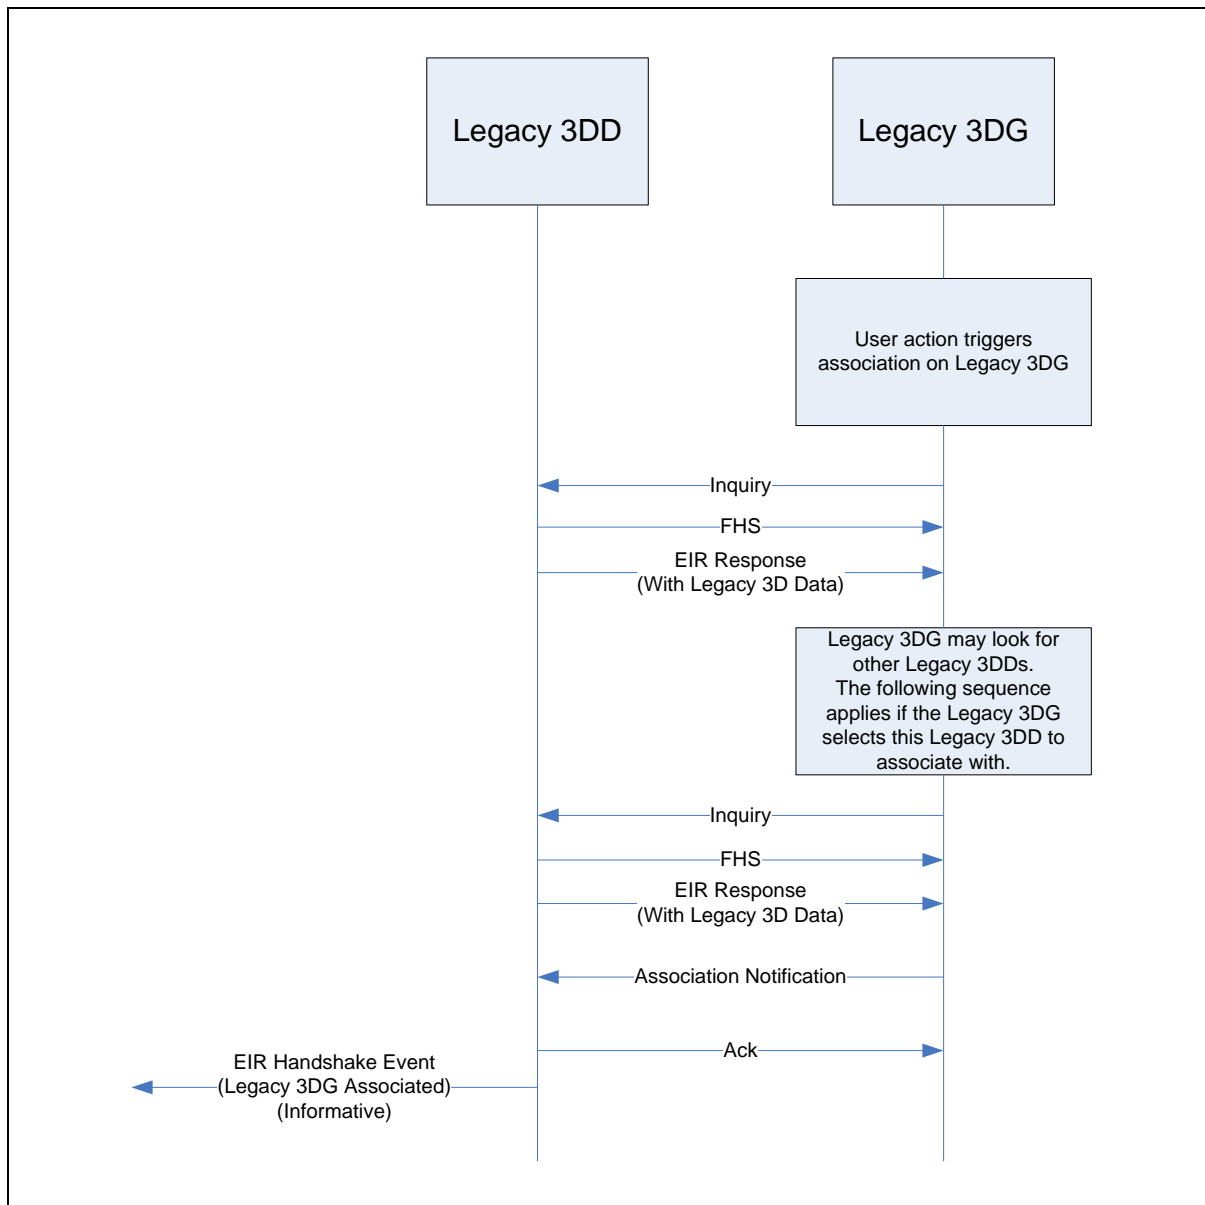 Legacy 3DD
Legacy 3DG
User action triggers
association on Legacy 3DG
Inquiry
FHS
EIR Response
(With Legacy 3D Data)
Legacy 3DG may look for
other Legacy 3DDs.
The following sequence
applies if the Legacy 3DG
selects this Legacy 3DD to
associate with.
Inquiry
FHS
EIR Response
(With Legacy 3D Data)
Association Notification
Ack
EIR Handshake Event
(Legacy 3DG Associated)
(Informative)